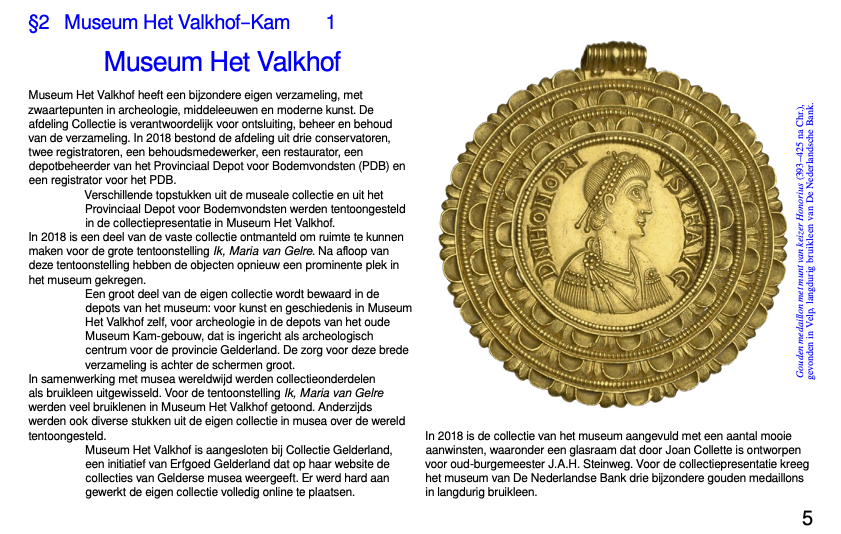 §2 Museum Het Valkhof–Kam 1
Museum Het Valkhof
Museum Het Valkhof heeft een bijzondere eigen verzameling, met
zwaartepunten in archeologie, middeleeuwen en moderne kunst. De
afdeling Collectie is verantwoordelijk voor ontsluiting, beheer en behoud
van de verzameling. In 2018 bestond de afdeling uit drie conservatoren,
twee registratoren, een behoudsmedewerker, een restaurator, een
depotbeheerder van het Provinciaal Depot voor Bodemvondsten (PDB) en
een registrator voor het PDB.
Verschillende topstukken uit de museale collectie en uit het
Provinciaal Depot voor Bodemvondsten werden tentoongesteld
in de collectiepresentatie in Museum Het Valkhof.
In 2018 is een deel van de vaste collectie ontmanteld om ruimte te kunnen
maken voor de grote tentoonstelling Ik, Maria van Gelre. Na afloop van
deze tentoonstelling hebben de objecten opnieuw een prominente plek in
het museum gekregen.
Een groot deel van de eigen collectie wordt bewaard in de
depots van het museum: voor kunst en geschiedenis in Museum
Het Valkhof zelf, voor archeologie in de depots van het oude
Museum Kam-gebouw, dat is ingericht als archeologisch
centrum voor de provincie Gelderland. De zorg voor deze brede
verzameling is achter de schermen groot.
In samenwerking met musea wereldwijd werden collectieonderdelen
als bruikleen uitgewisseld. Voor de tentoonstelling Ik, Maria van Gelre
werden veel bruiklenen in Museum Het Valkhof getoond. Anderzijds
werden ook diverse stukken uit de eigen collectie in musea over de wereld
tentoongesteld.
Museum Het Valkhof is aangesloten bij Collectie Gelderland,
een initiatief van Erfgoed Gelderland dat op haar website de
collecties van Gelderse musea weergeeft. Er werd hard aan
gewerkt de eigen collectie volledig online te plaatsen.
D N HONORI VS P F AVG
Gouden medaillon met munt van keizer Honorius (393–425 na Chr.),
gevonden in Velp, langdurig bruikleen van De Nederlandsche Bank.
In 2018 is de collectie van het museum aangevuld met een aantal mooie
aanwinsten, waaronder een glasraam dat door Joan Collette is ontworpen
voor oud-burgemeester J.A.H. Steinweg. Voor de collectiepresentatie kreeg
het museum van De Nederlandse Bank drie bijzondere gouden medaillons
in langdurig bruikleen.
5